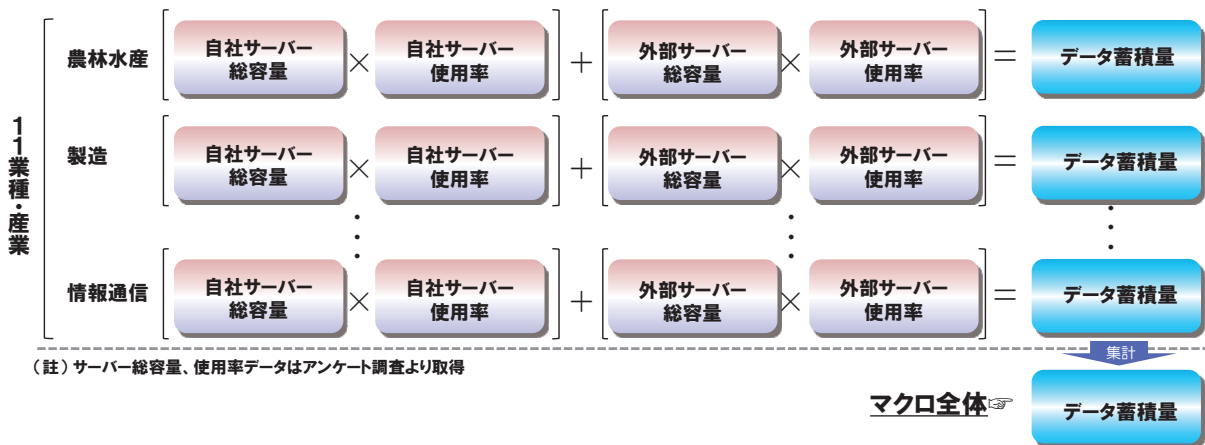 11業種・産業
農林水産
自社サーバー
総容量
×
自社サーバー
使用率
+
外部サーバー
総容量
×
外部サーバー
使用率
=
データ蓄積量
製造
自社サーバー
総容量
×
自社サーバー
使用率
+
外部サーバー
総容量
×
外部サーバー
使用率
=
データ蓄積量
情報通信
自社サーバー
総容量
×
自社サーバー
使用率
+
外部サーバー
総容量
×
外部サーバー
使用率
=
データ蓄積量
(註)サーバー総容量、使用率データはアンケート調査より取得
集計
マクロ全体☞
データ蓄積量